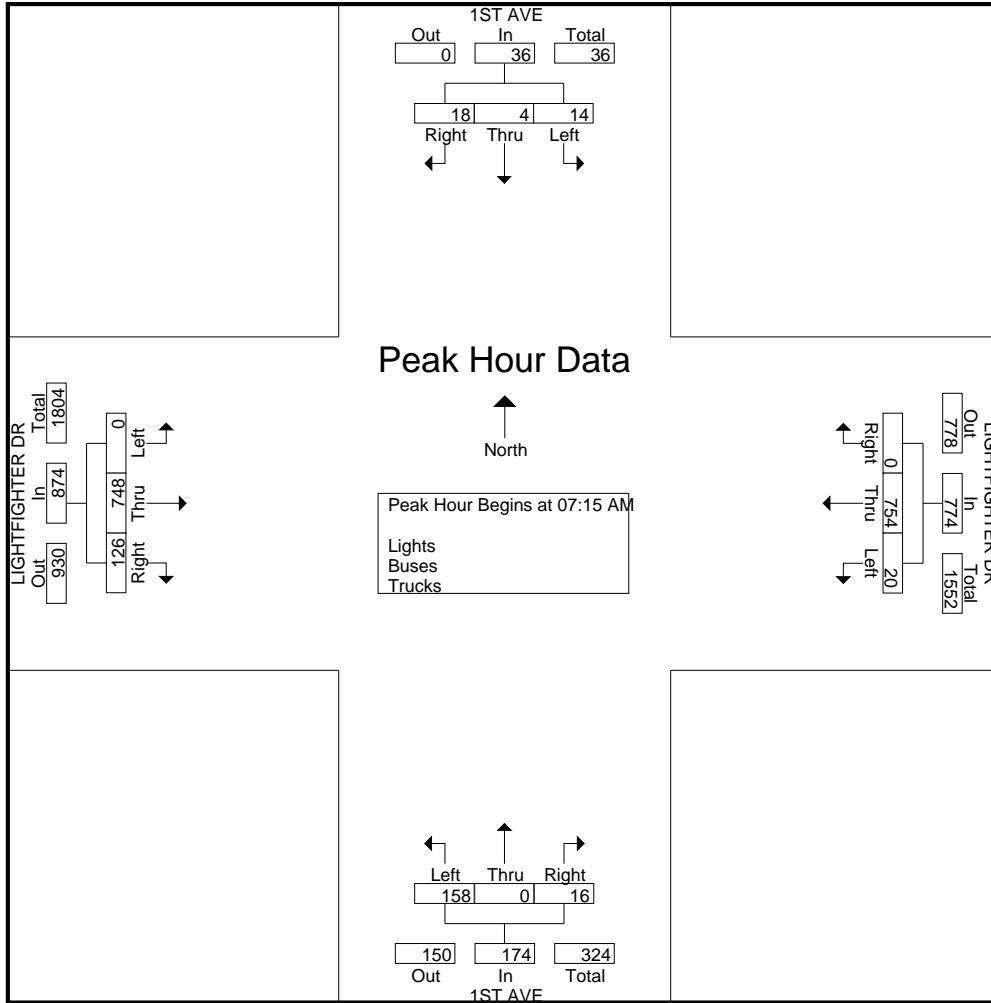 1ST AVE
Out In Total
0 36 36
18 4 14
Right Thru Left
Peak Hour Data
North
Peak Hour Begins at 07:15 AM
Lights
Buses
Trucks
LIGHTFIGHTER DR
Out In Total
930 874 1804
126 748 0
Right Thru Left
LIGHTFIGHTER DR
Out In Total
778 774 1552
0 754 20
Right Thru Left
Left Thru Right
158 0 16
150 174 324
Out In Total
1ST AVE